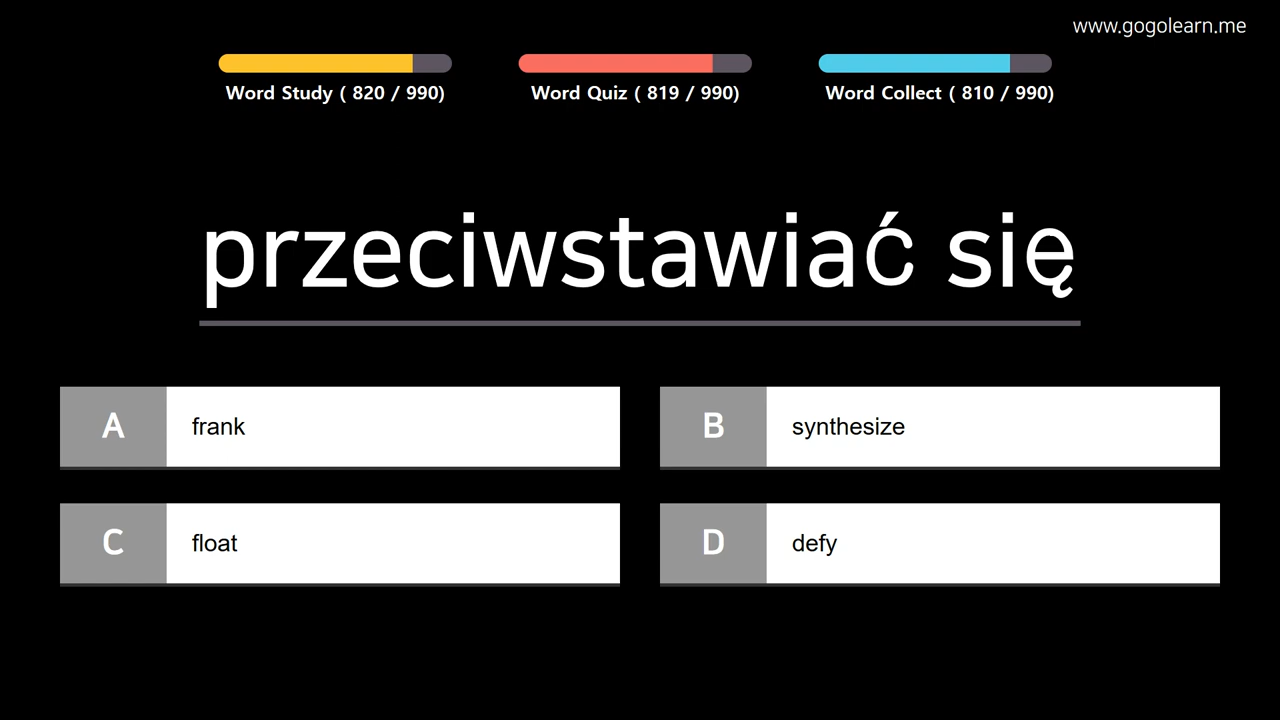 www.gogolearn.me
Word Study ( 820 / 990)
Word Quiz ( 819 / 990)
Word Collect ( 810 / 990)
przeciwstawiać się
A frank
B synthesize
C float
D defy